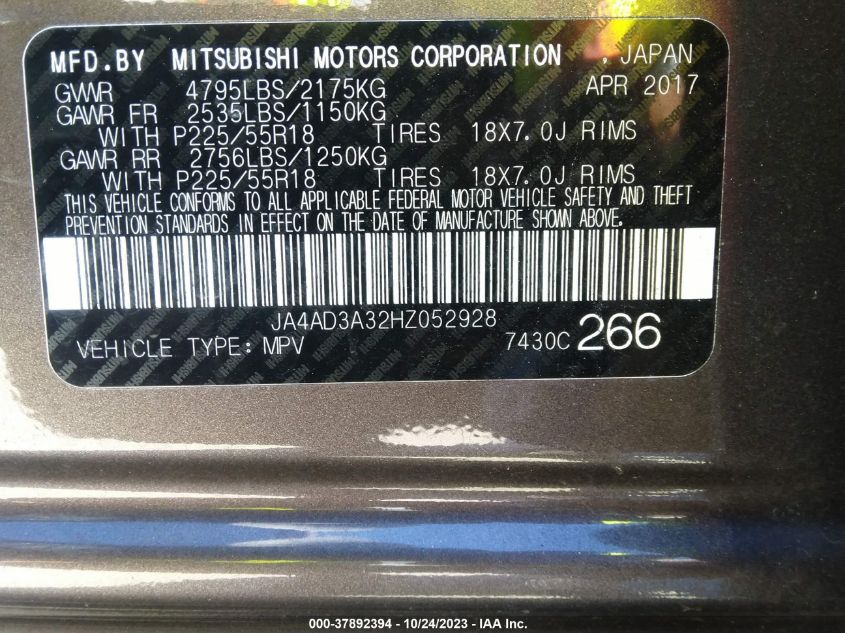 MFD.BY MITSUBISHI MOTORS CORPORATION , JAPAN
GVWR 4795LBS/2175KG APR 2017
GAWR FR 2535LBS/1150KG
WITH P225/55R18 TIRES 18X7.0J RIMS
GAWR RR 2756LBS/1250KG
WITH P225/55R18 TIRES 18X7.0J RIMS
THIS VEHICLE CONFORMS TO ALL APPLICABLE FEDERAL MOTOR VEHICLE SAFETY AND THEFT
PREVENTION STANDARDS IN EFFECT ON THE DATE OF MANUFACTURE SHOWN ABOVE.
JA4AD3A32HZ052928
VEHICLE TYPE: MPV 7430C 266
000-37892394 - 10/24/2023 - IAA Inc.